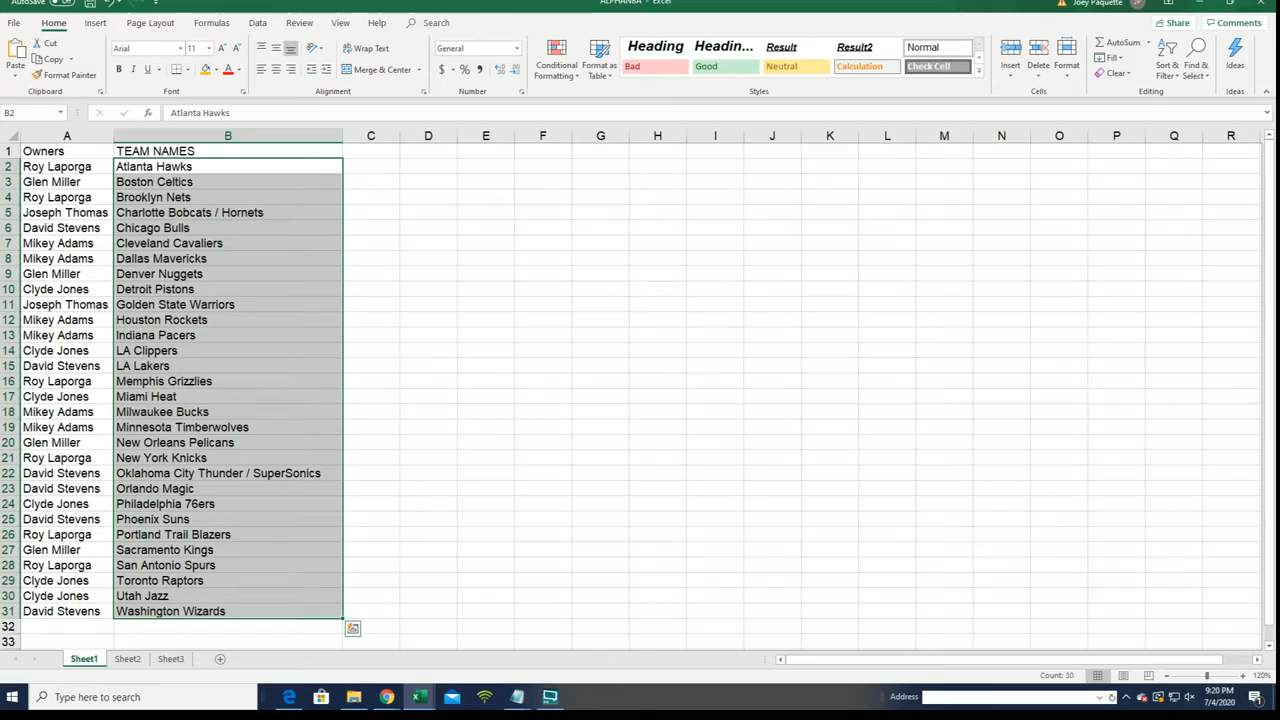 AutoSave Off ALPHANBA - Excel Joey Paquette JP
File Home Insert Page Layout Formulas Data Review View Help Search Share Comments
Cut
Copy
Format Painter
Paste
Clipboard
Arial 11
B I U
Font
Wrap Text
Merge & Center
Alignment
General
$ % 9
Number
Conditional Formatting
Format as Table
Heading Headin... Result Result2 Normal
Bad Good Neutral Calculation Check Cell
Styles
Insert Delete Format
Cells
AutoSum
Fill
Clear
Sort & Filter
Find & Select
Editing
Ideas
Ideas
B2 fx Atlanta Hawks
A B C D E F G H I J K L M N O P Q R
1 Owners TEAM NAMES
2 Roy Laporga Atlanta Hawks
3 Glen Miller Boston Celtics
4 Roy Laporga Brooklyn Nets
5 Joseph Thomas Charlotte Bobcats / Hornets
6 David Stevens Chicago Bulls
7 Mikey Adams Cleveland Cavaliers
8 Mikey Adams Dallas Mavericks
9 Glen Miller Denver Nuggets
10 Clyde Jones Detroit Pistons
11 Joseph Thomas Golden State Warriors
12 Mikey Adams Houston Rockets
13 Mikey Adams Indiana Pacers
14 Clyde Jones LA Clippers
15 David Stevens LA Lakers
16 Roy Laporga Memphis Grizzlies
17 Clyde Jones Miami Heat
18 Mikey Adams Milwaukee Bucks
19 Mikey Adams Minnesota Timberwolves
20 Glen Miller New Orleans Pelicans
21 Roy Laporga New York Knicks
22 David Stevens Oklahoma City Thunder / SuperSonics
23 David Stevens Orlando Magic
24 Clyde Jones Philadelphia 76ers
25 David Stevens Phoenix Suns
26 Roy Laporga Portland Trail Blazers
27 Glen Miller Sacramento Kings
28 Roy Laporga San Antonio Spurs
29 Clyde Jones Toronto Raptors
30 Clyde Jones Utah Jazz
31 David Stevens Washington Wizards
32
33
Sheet1 Sheet2 Sheet3
Count: 30 120%
Type here to search Address 9:20 PM
7/4/2020